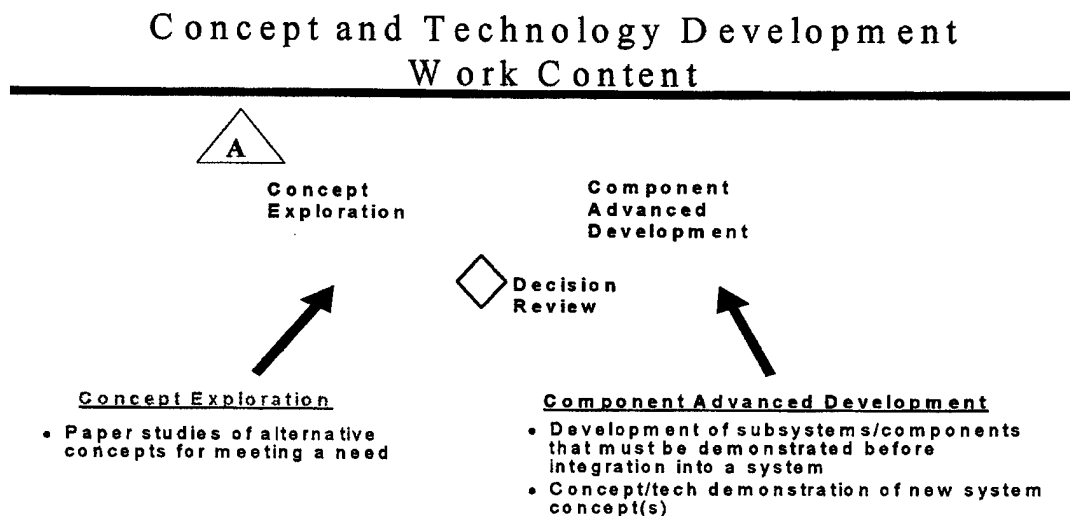 Concept and Technology Development
Work Content
A
Concept
Exploration
Component
Advanced
Development
Decision
Review
Concept Exploration
• Paper studies of alternative
concepts for meeting a need
Component Advanced Development
• Development of subsystems/components
that must be demonstrated before
integration into a system
• Concept/tech demonstration of new system
concept(s)